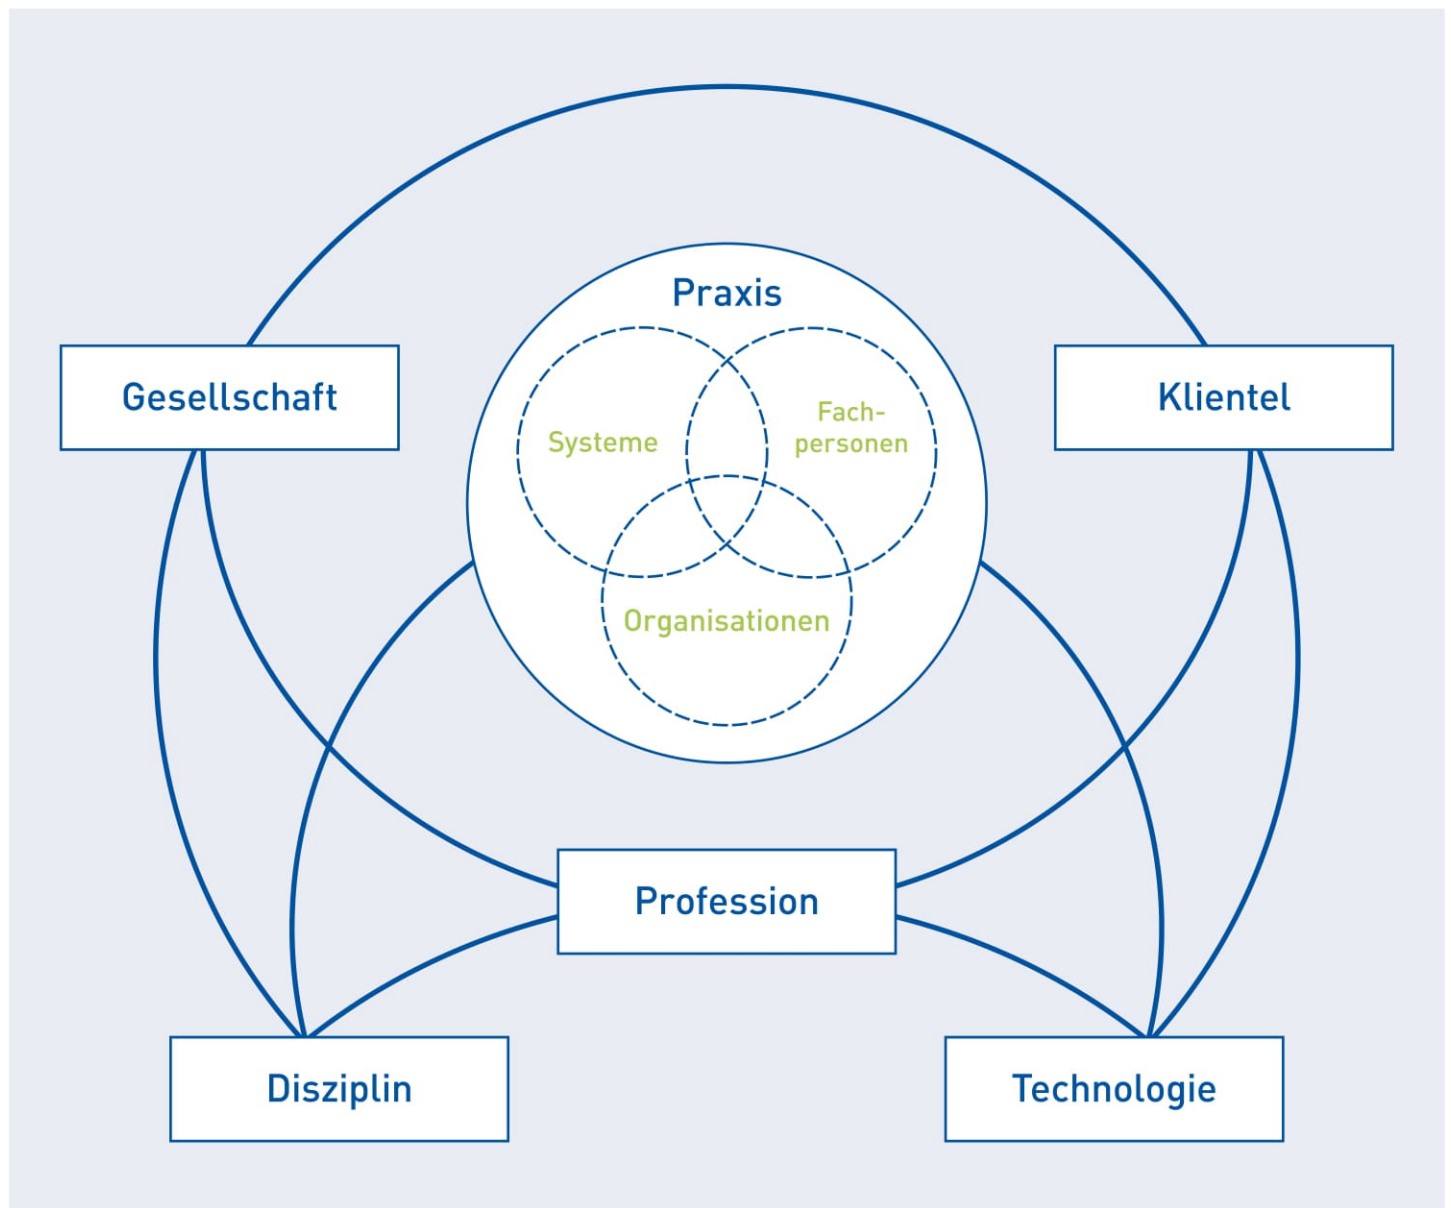 Praxis
Gesellschaft
Klientel
Systeme
Fach-
personen
Organisationen
Profession
Disziplin
Technologie